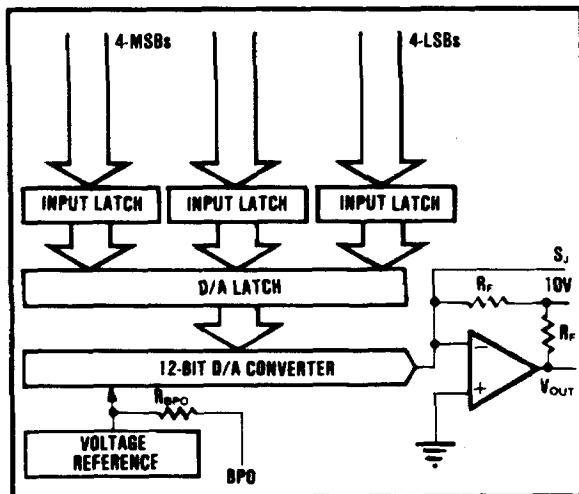 4-MSBs
4-LSBs
INPUT LATCH
INPUT LATCH
INPUT LATCH
D/A LATCH
12-BIT D/A CONVERTER
VOLTAGE
REFERENCE
RBPO
BPO
SJ
RF
10V
RF
−
+
VOUT